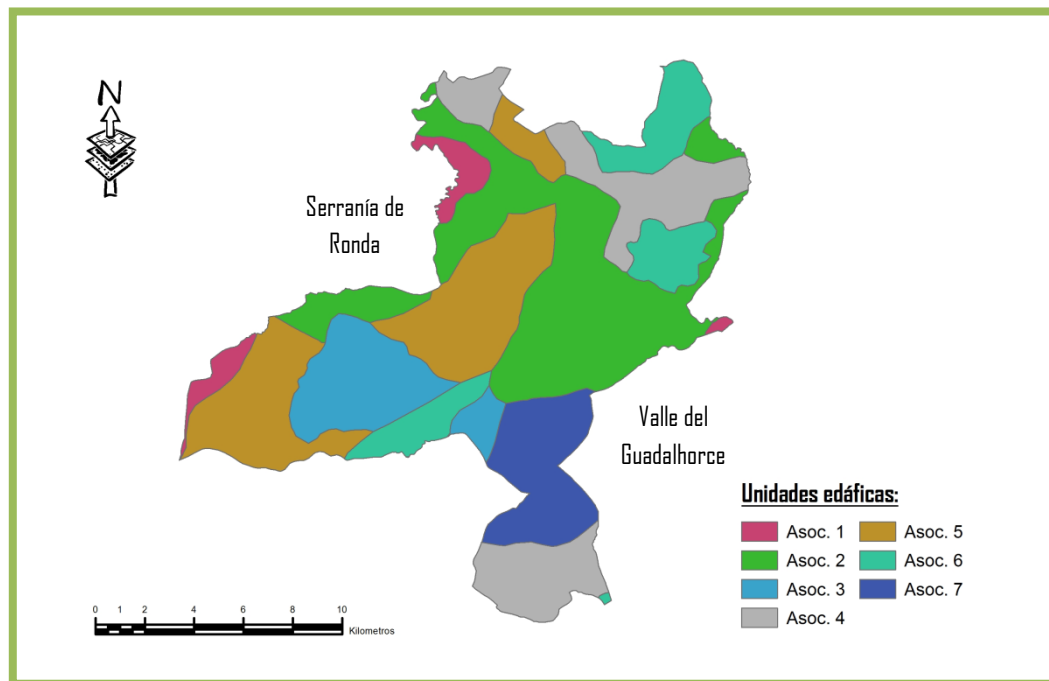 N
Serranía de
Ronda
Valle del
Guadalhorce
Unidades edáficas:
Asoc. 1
Asoc. 5
Asoc. 2
Asoc. 6
Asoc. 3
Asoc. 7
Asoc. 4
0 1 2 4 6 8 10
Kilometros